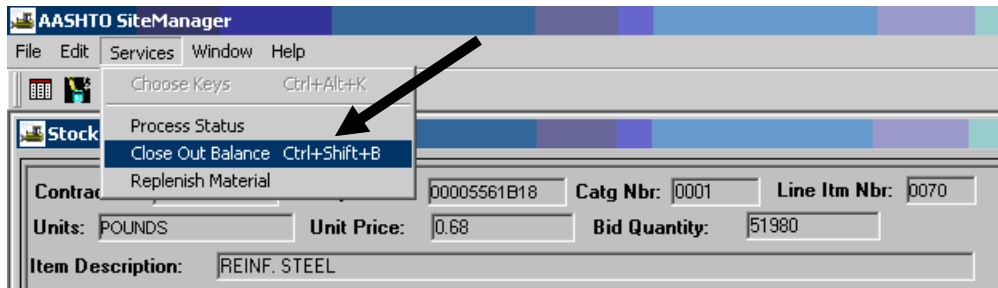 AASHTO SiteManager
File Edit Services Window Help
Choose Keys Ctrl+Alt+K
Process Status
Stock
Close Out Balance Ctrl+Shift+B
Replenish Material
Contrac 00005561B18 Catg Nbr: 0001 Line Itm Nbr: 0070
Units: POUNDS Unit Price: 0.68 Bid Quantity: 51980
Item Description: REINF. STEEL